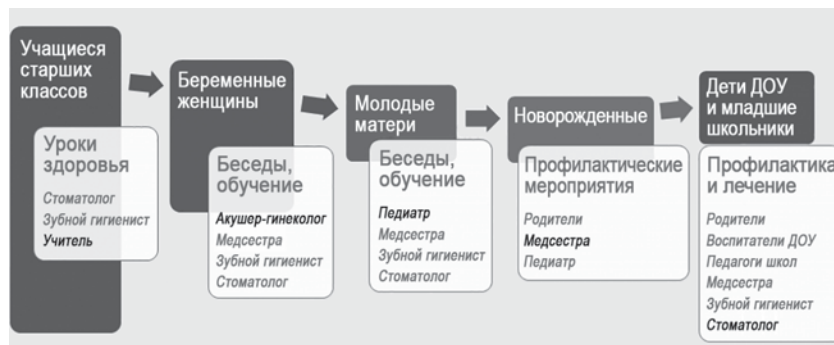 Учащиеся
старших
классов
Уроки
здоровья
Стоматолог
Зубной гигиенист
Учитель
Беременные
женщины
Беседы,
обучение
Акушер-гинеколог
Медсестра
Зубной гигиенист
Стоматолог
Молодые
матери
Беседы,
обучение
Педиатр
Медсестра
Зубной гигиенист
Стоматолог
Новорожденные
Профилактические
мероприятия
Родители
Медсестра
Педиатр
Дети ДОУ
и младшие
школьники
Профилактика
и лечение
Родители
Воспитатели ДОУ
Педагоги школ
Медсестра
Зубной гигиенист
Стоматолог